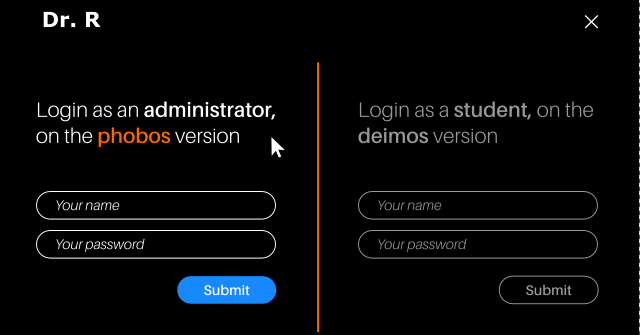 Dr. R
Login as an administrator,
on the phobos version
Your name
Your password
Submit
Login as a student, on the
deimos version
Your name
Your password
Submit